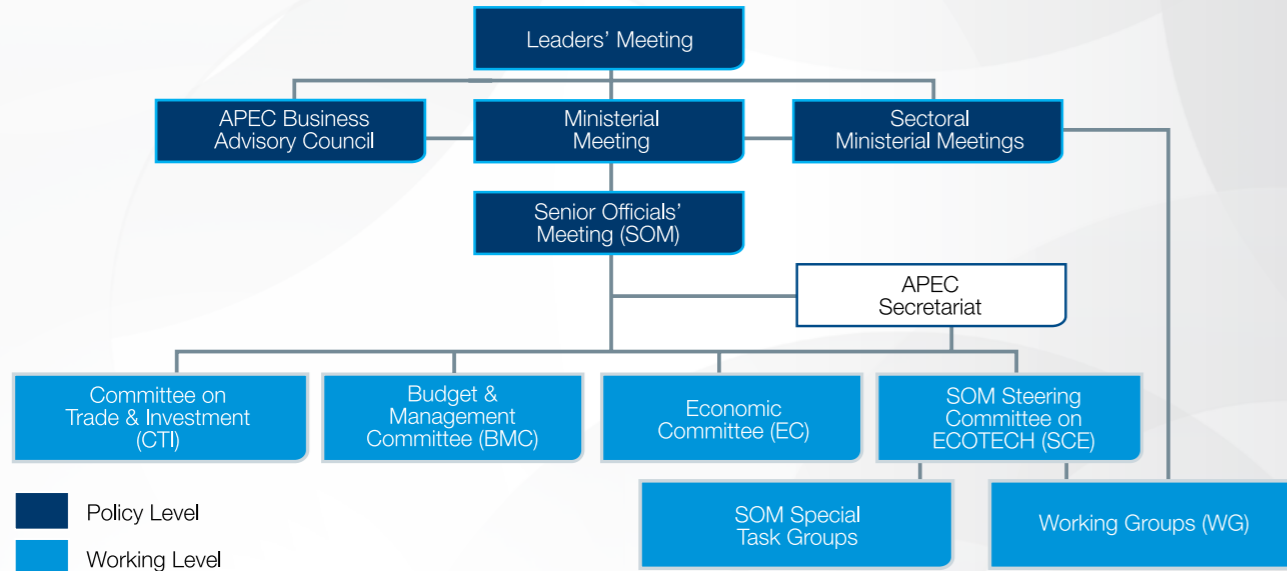 Leaders’ Meeting
APEC Business
Advisory Council
Ministerial
Meeting
Sectoral
Ministerial Meetings
Senior Officials’
Meeting (SOM)
APEC
Secretariat
Committee on
Trade & Investment
(CTI)
Budget &
Management
Committee (BMC)
Economic
Committee (EC)
SOM Steering
Committee on
ECOTECH (SCE)
SOM Special
Task Groups
Working Groups (WG)
Policy Level
Working Level